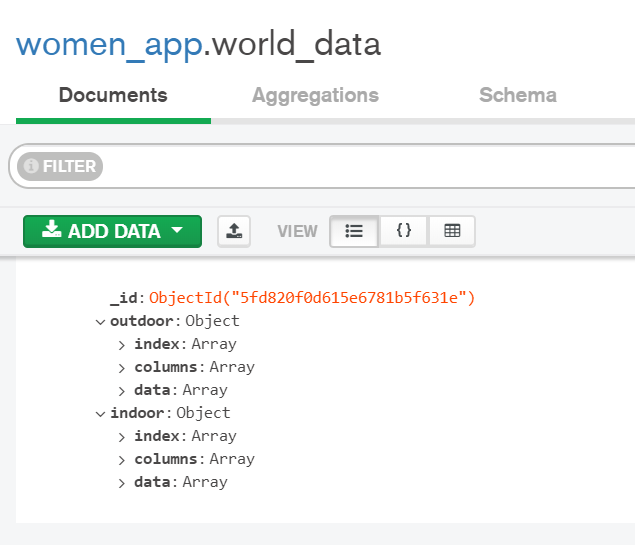 women_app.world_data
Documents Aggregations Schema
FILTER
ADD DATA VIEW {}
_id: ObjectId("5fd820f0d615e6781b5f631e")
outdoor: Object
index: Array
columns: Array
data: Array
indoor: Object
index: Array
columns: Array
data: Array